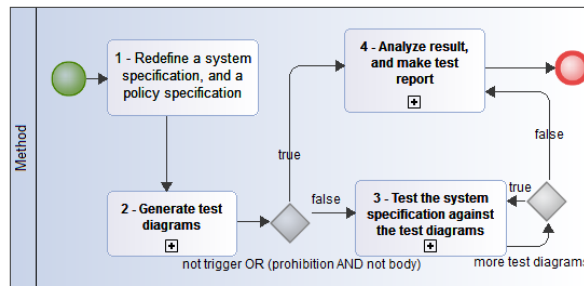 Method
1 - Redefine a system
specification, and a
policy specification
4 - Analyze result,
and make test
report
true
false
2 - Generate test
diagrams
false
3 - Test the system
specification against
the test diagrams
true
not trigger OR (prohibition AND not body)
more test diagrams